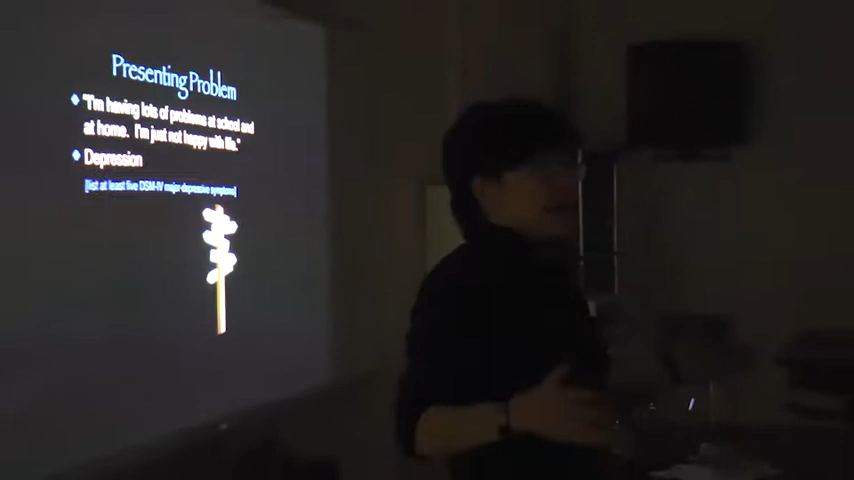 Presenting Problem
"I'm having lots of problems at school and
at home. I'm just not happy with life."
Depression
[list at least five DSM-IV major-depressive symptoms]